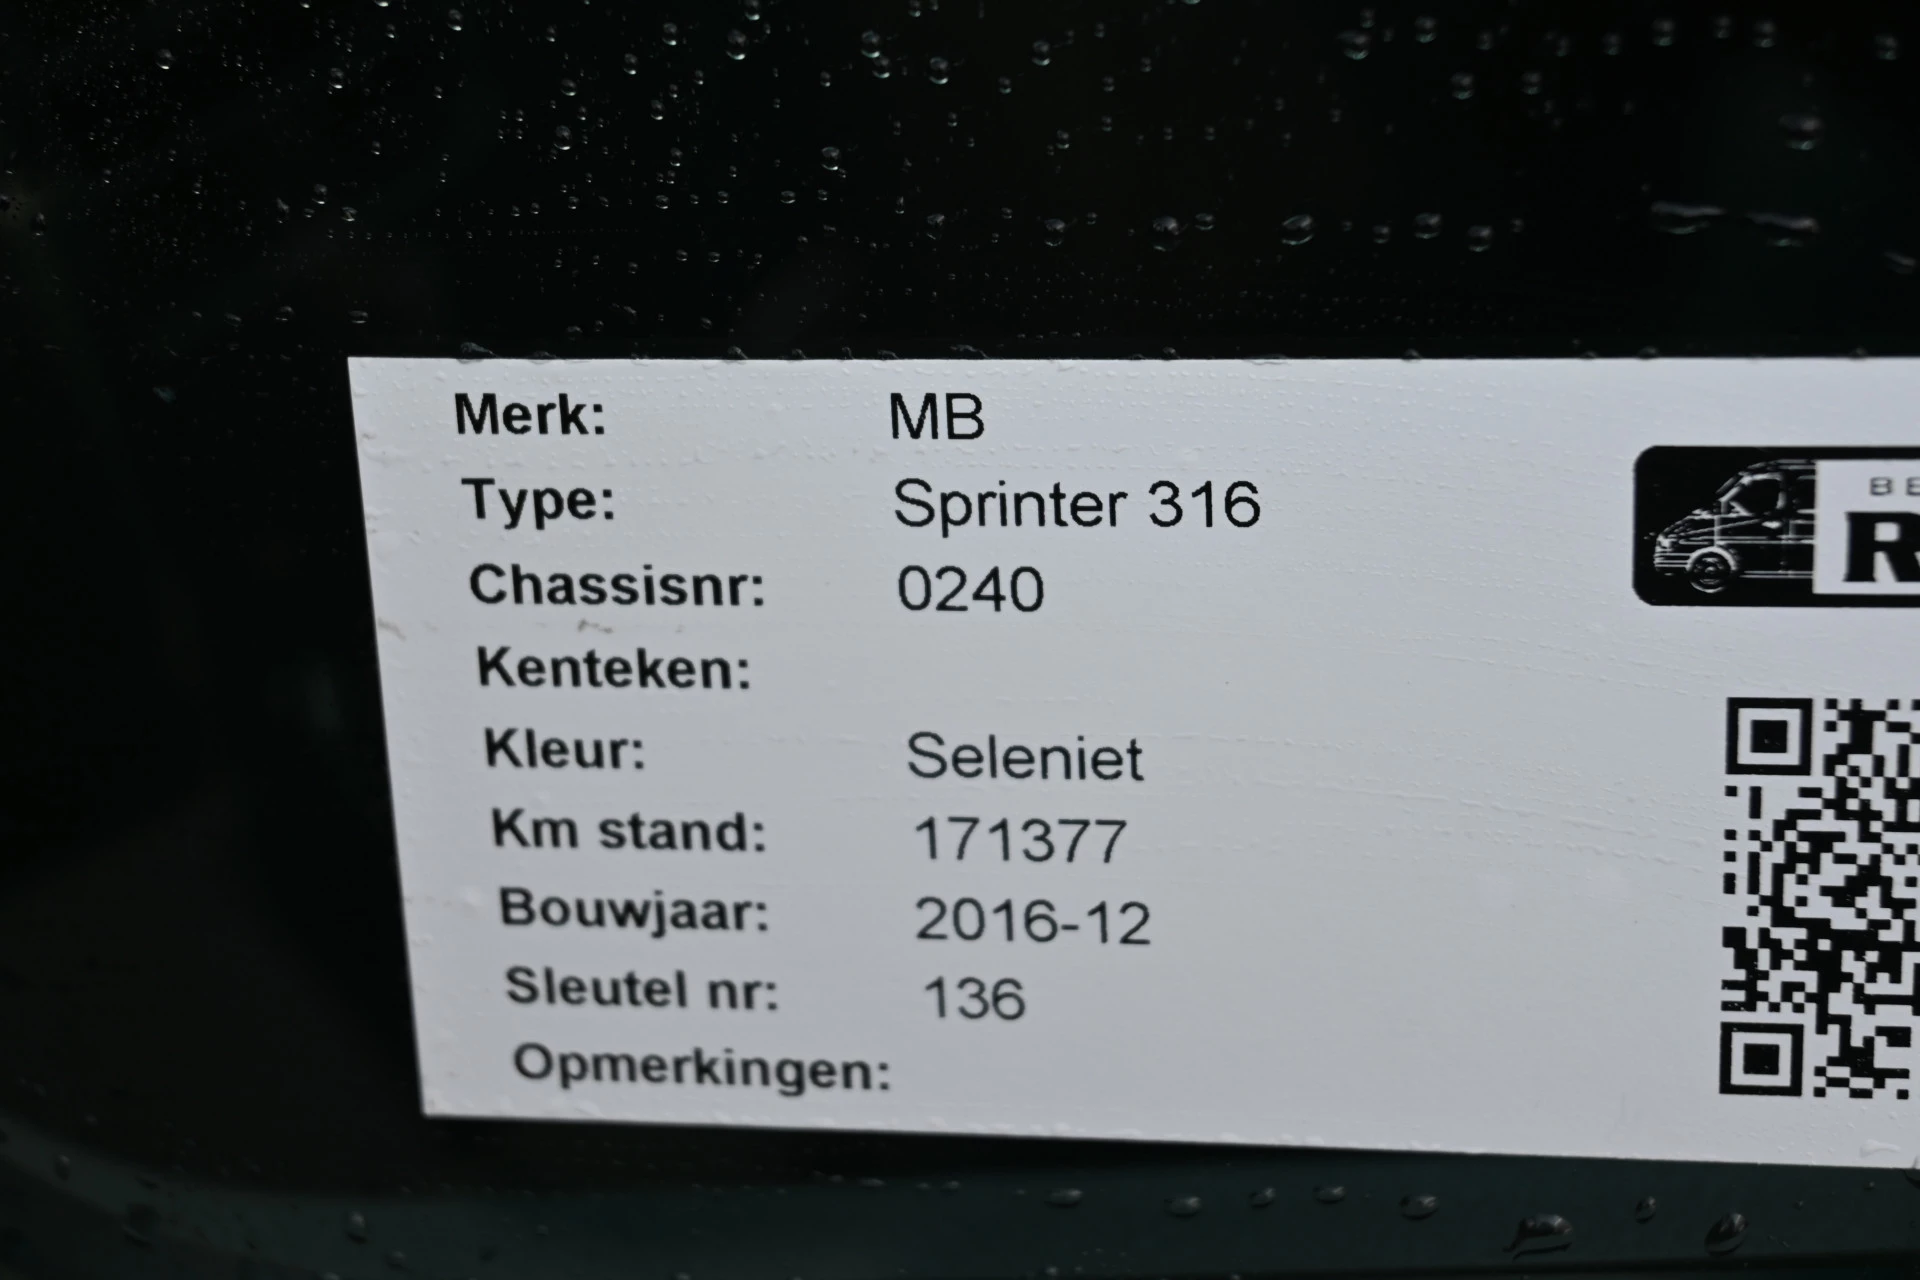 Merk: MB
Type: Sprinter 316
Chassisnr: 0240
Kenteken:
Kleur: Seleniet
Km stand: 171377
Bouwjaar: 2016-12
Sleutel nr: 136
Opmerkingen: